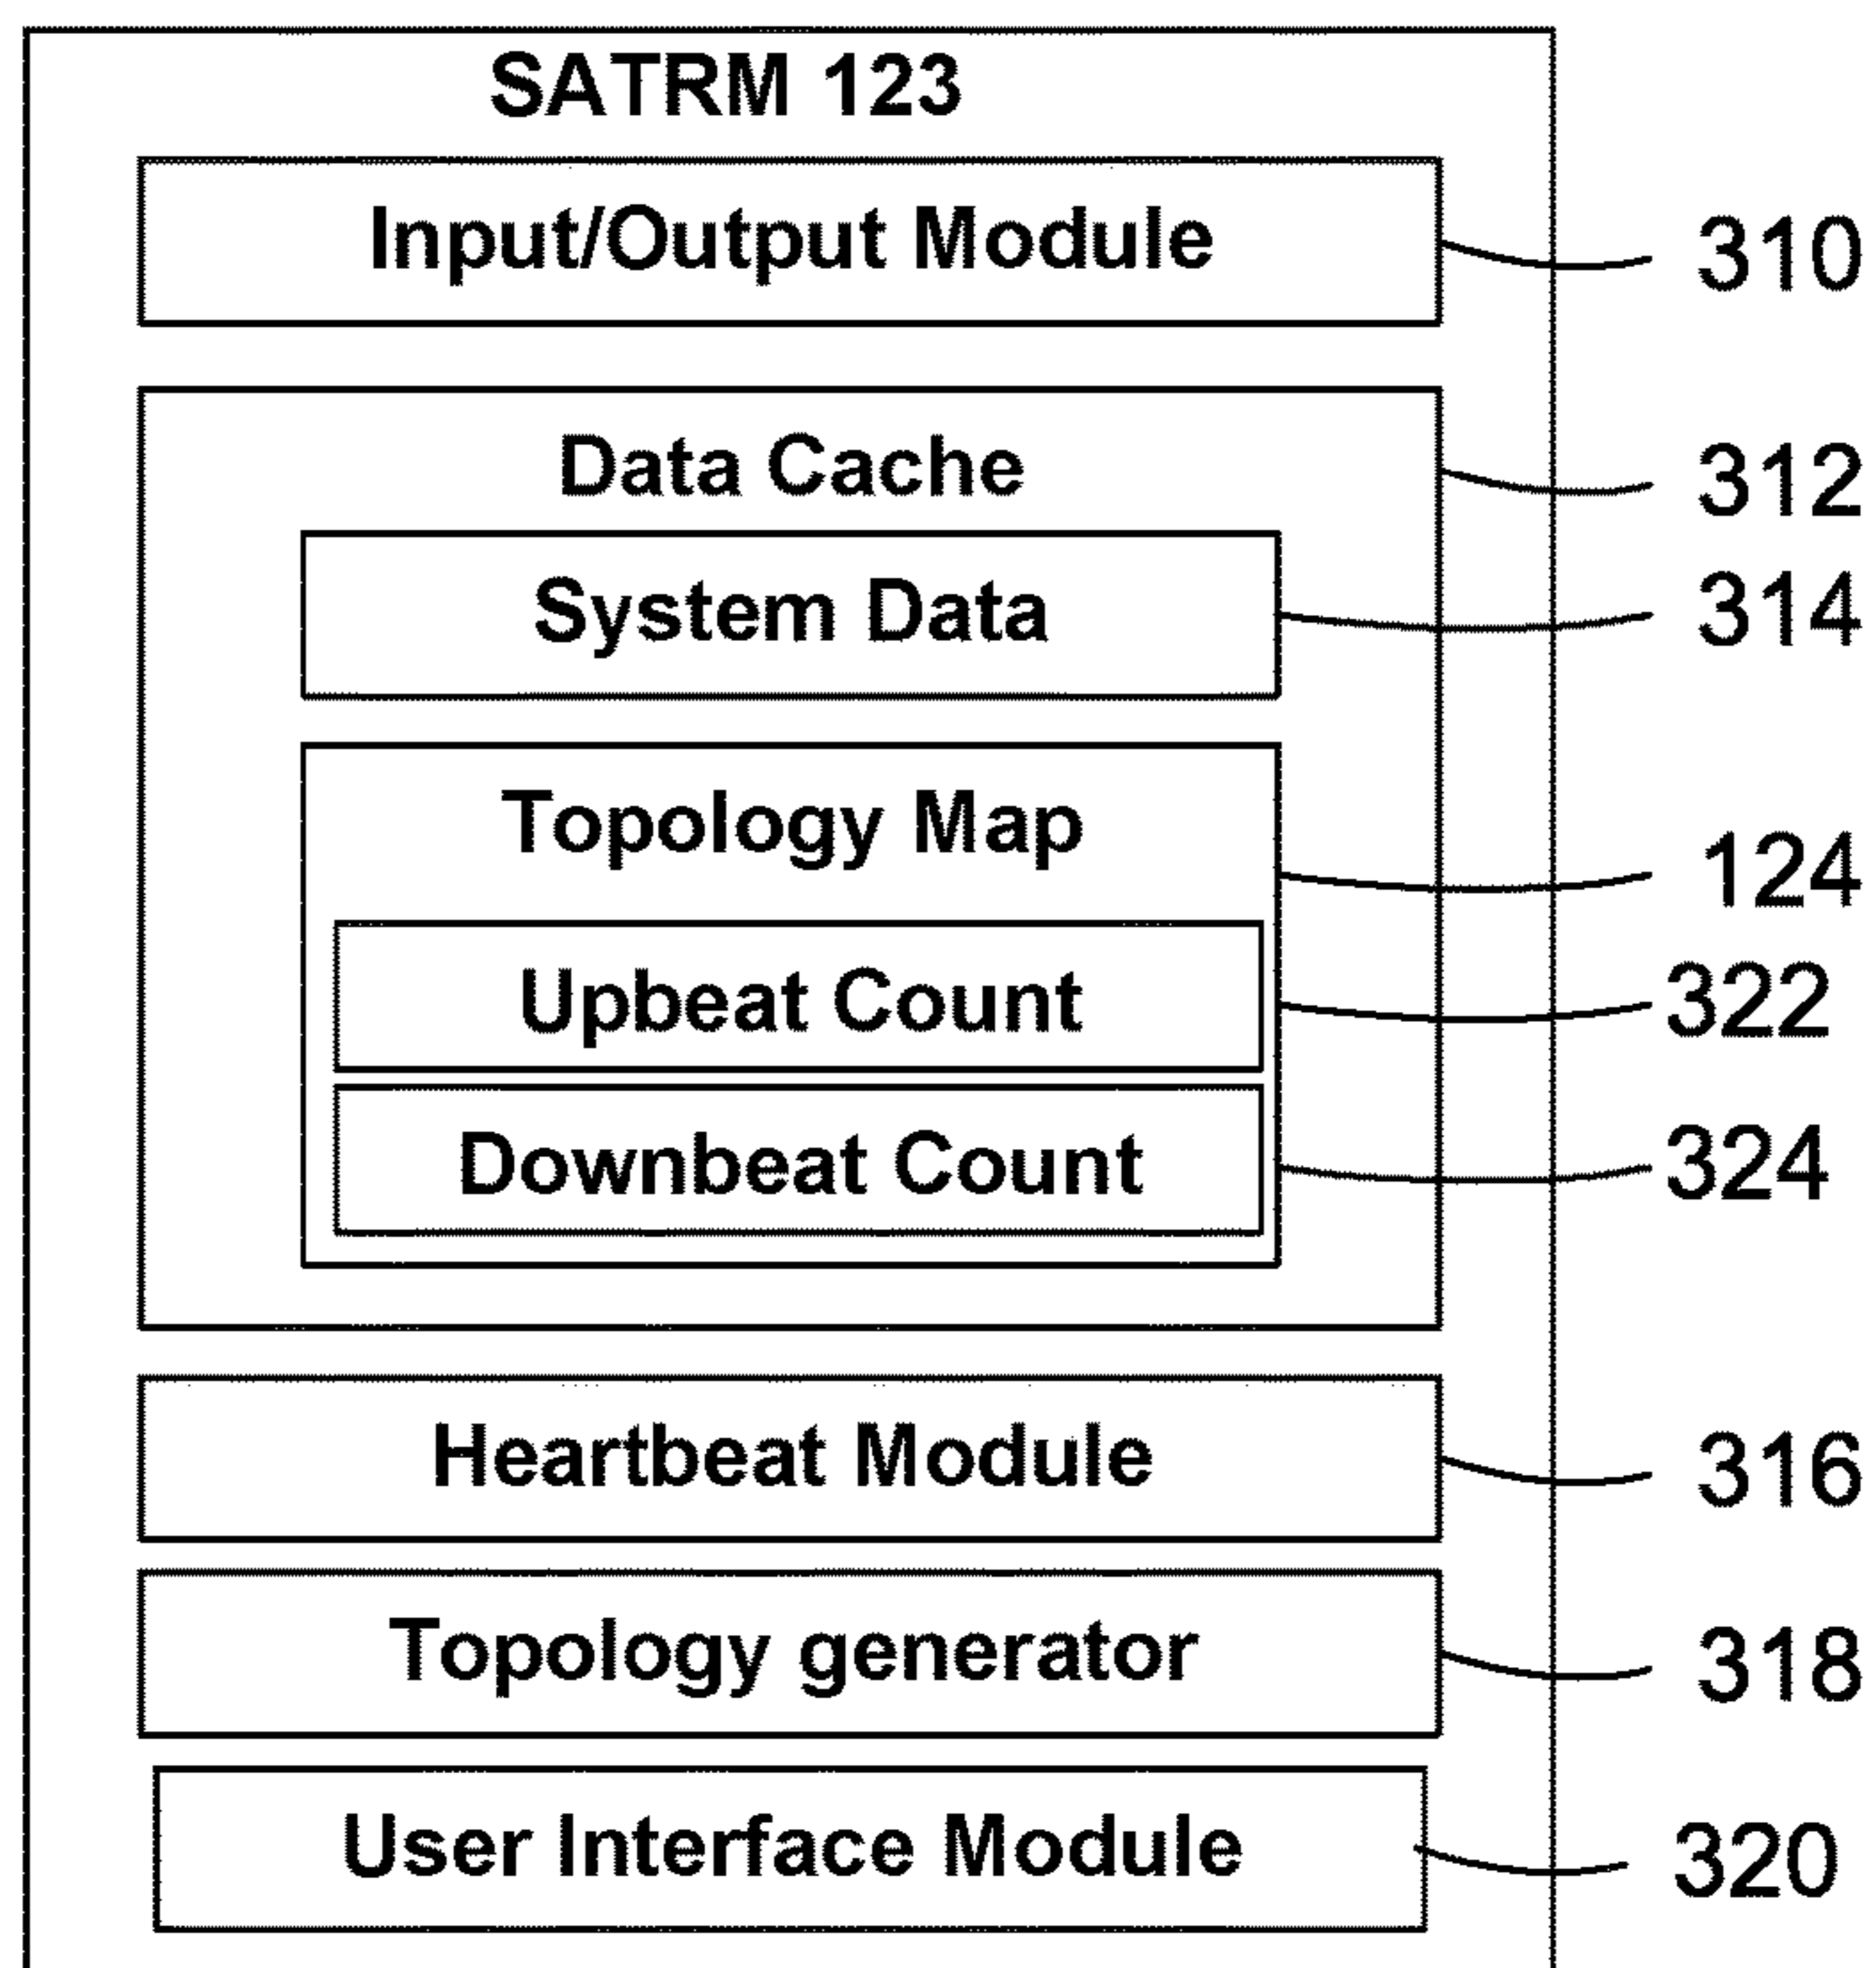 SATRM 123
Input/Output Module 310
Data Cache 312
System Data 314
Topology Map 124
Upbeat Count 322
Downbeat Count 324
Heartbeat Module 316
Topology generator 318
User Interface Module 320